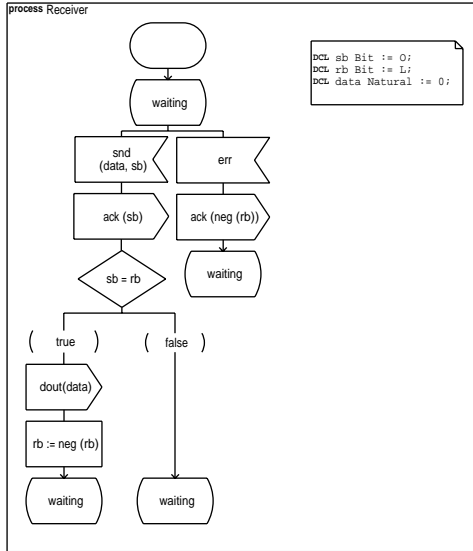 process Receiver
DCL sb Bit := O;
DCL rb Bit := L;
DCL data Natural := 0;
waiting
snd
(data, sb)
err
ack (sb)
ack (neg (rb))
waiting
sb = rb
( true )
( false )
dout(data)
rb := neg (rb)
waiting
waiting